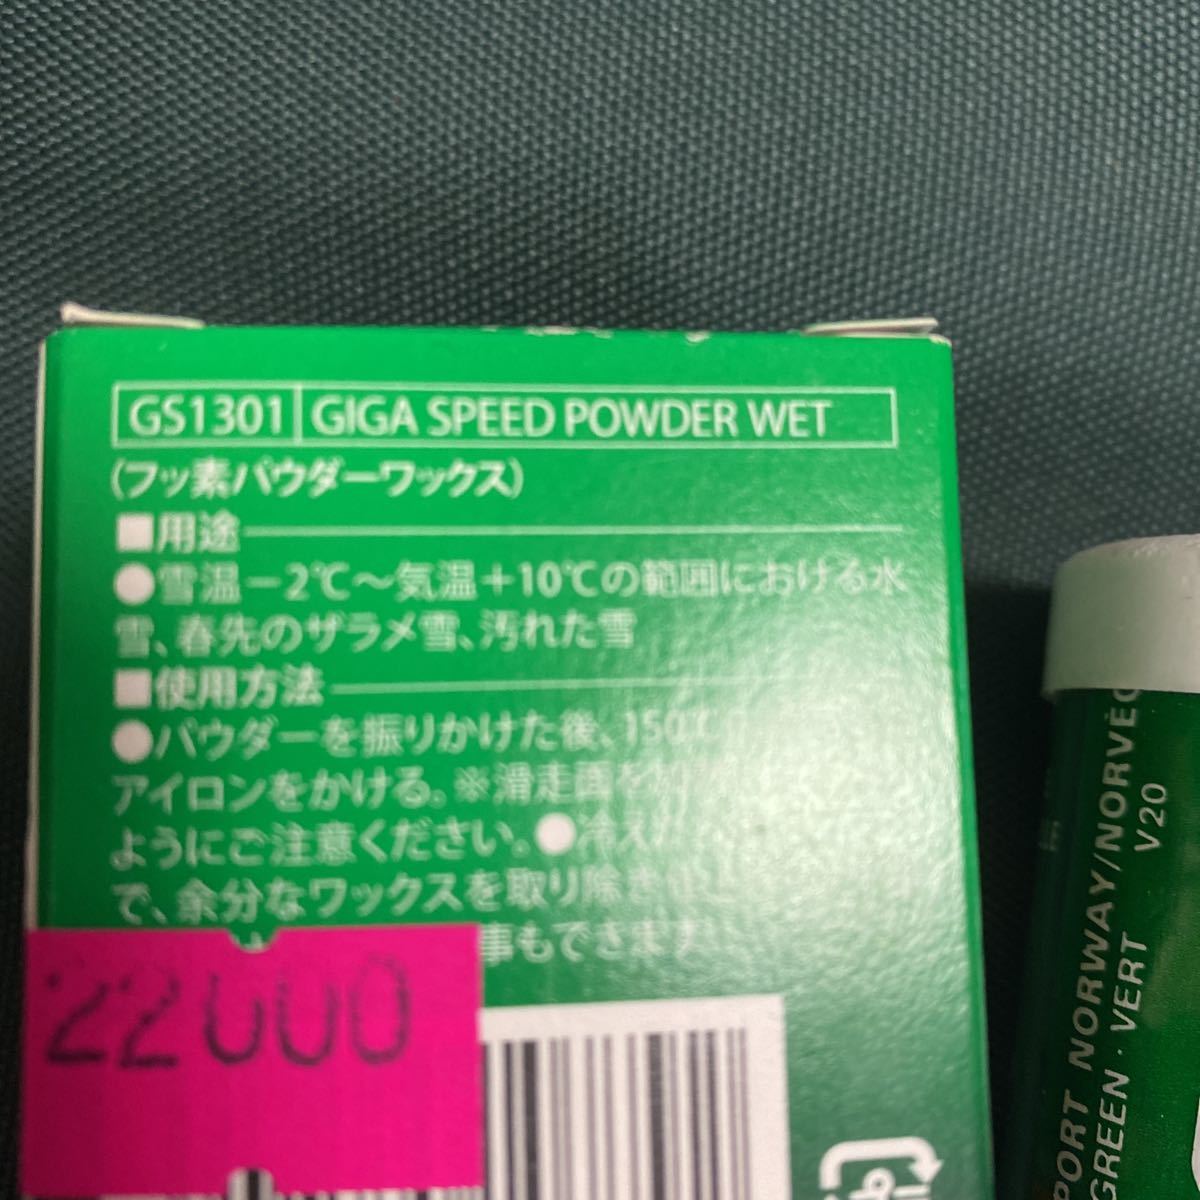 GS1301 GIGA SPEED POWDER WET
(フッ素パウダーワックス)
■用途
●雪温−2℃〜気温+10℃の範囲における水
雪、春先のザラメ雪、汚れた雪
■使用方法
●パウダーを振りかけた後、150℃
アイロンをかける。※滑走面を
ようにご注意ください。●冷
で、余分なワックスを取り除き
事もできます
22000
PORT NORWAY/NORVÈG
GREEN · VERT V20